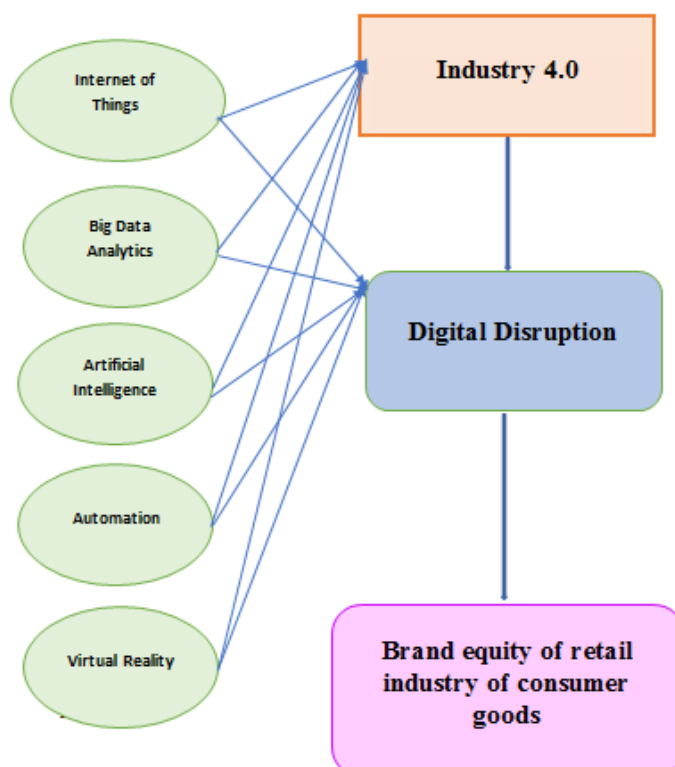 Internet of
Things
Industry 4.0
Big Data
Analytics
Digital Disruption
Artificial
Intelligence
Automation
Virtual Reality
Brand equity of retail
industry of consumer
goods